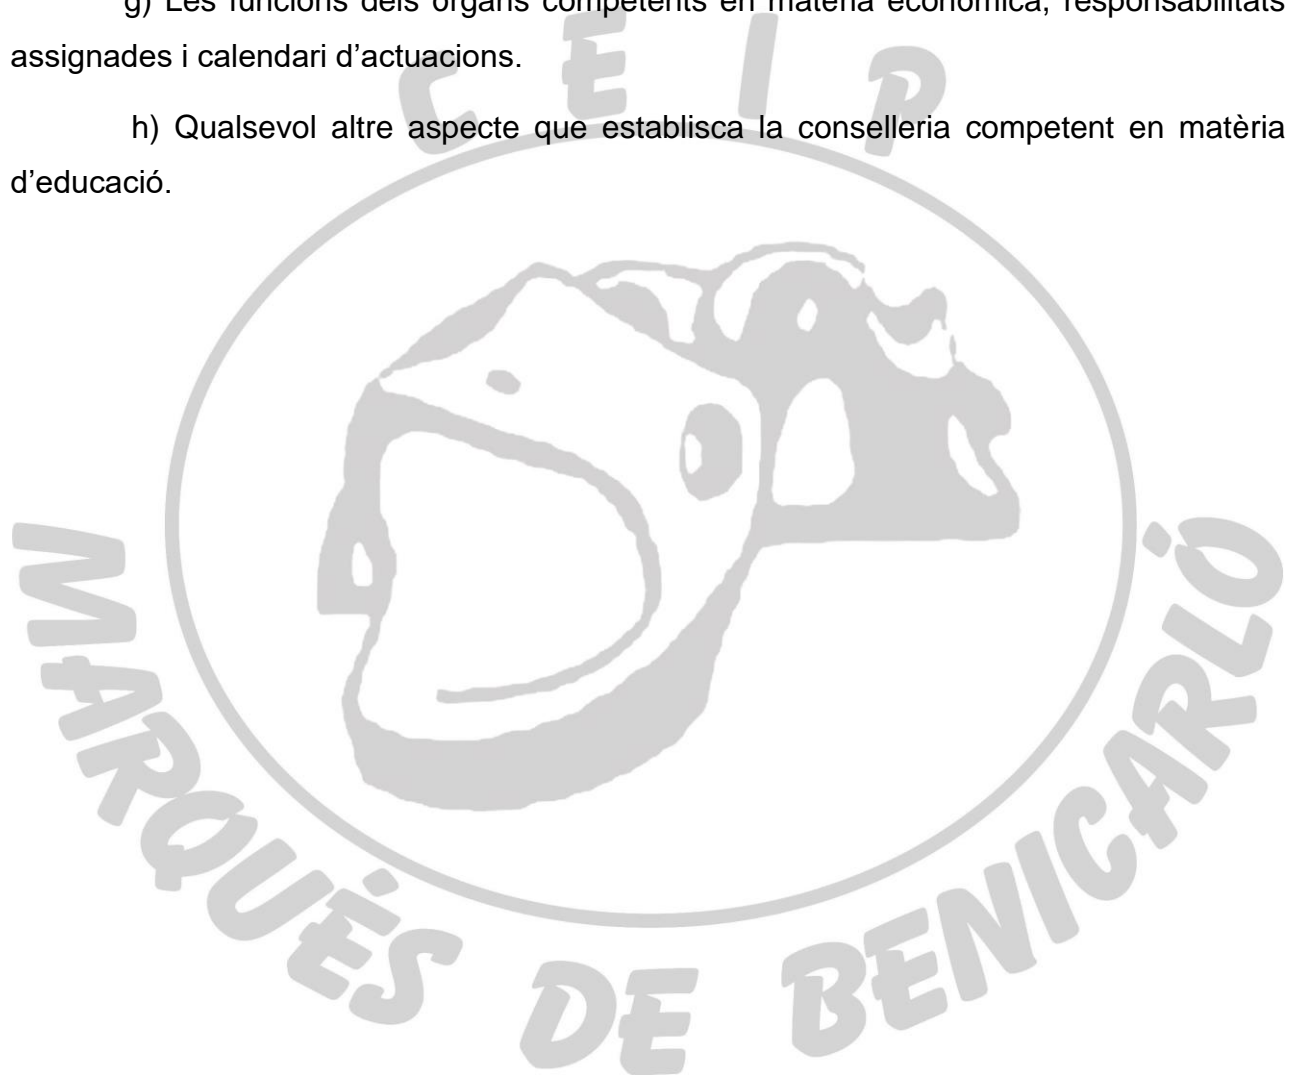 g) Les funcions dels òrgans competents en matèria econòmica, responsabilitats
assignades i calendari d’actuacions.
h) Qualsevol altre aspecte que establisca la conselleria competent en matèria
d’educació.
CEIP
MARQUÉS DE BENICARLÓ